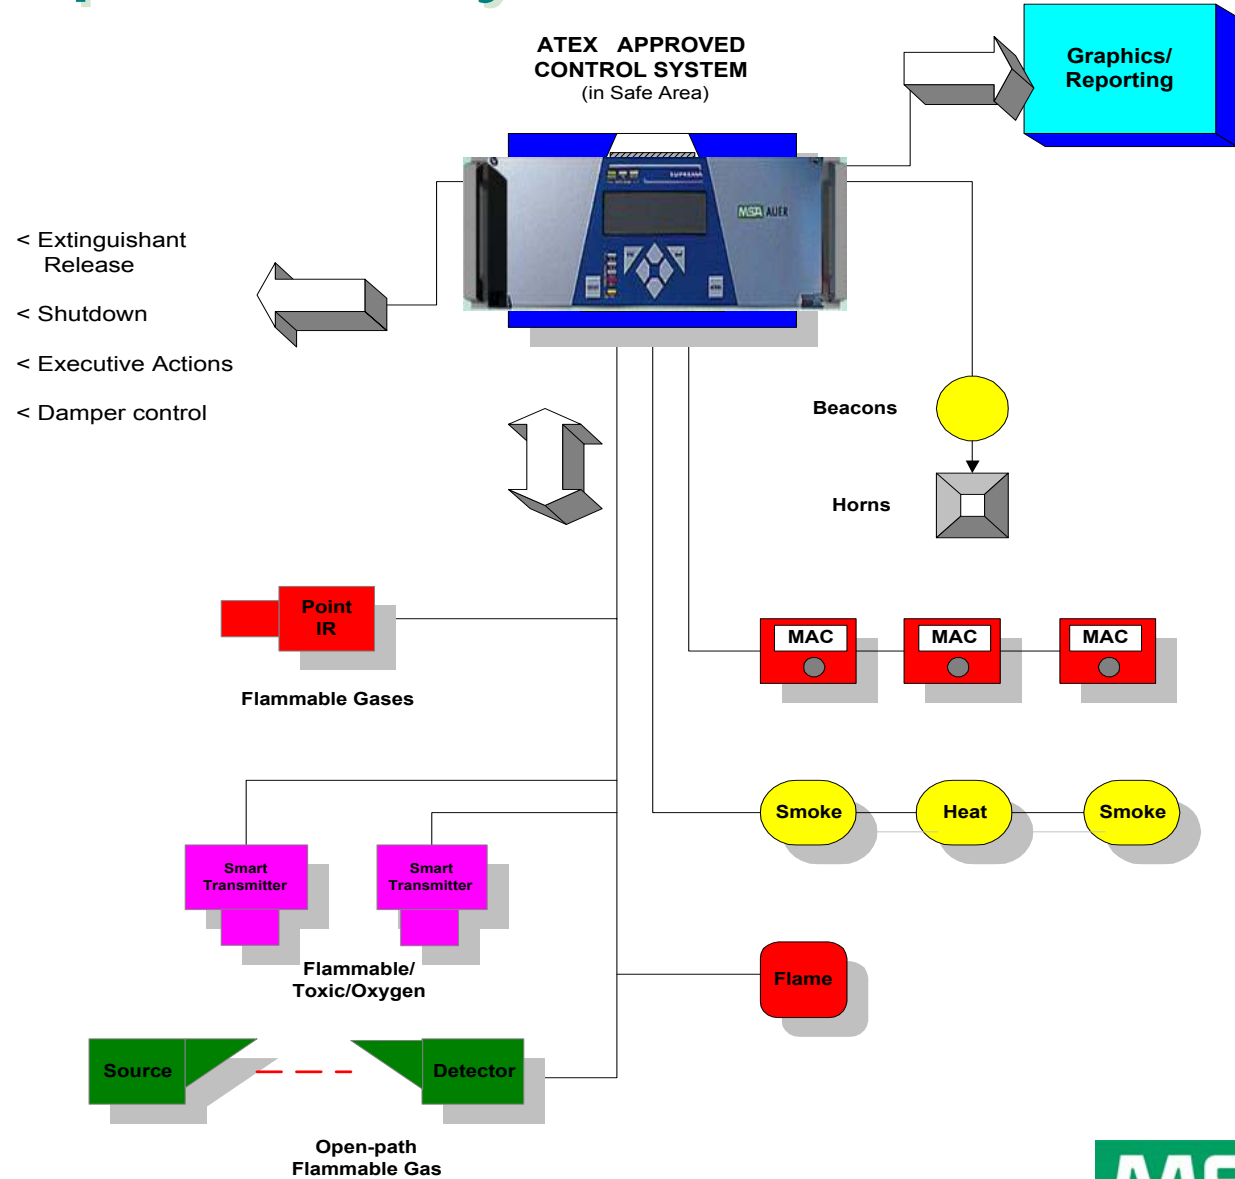 ATEX APPROVED
CONTROL SYSTEM
(in Safe Area)
Graphics/
Reporting
SUPREMA
MSA AUER
< Extinguishant
Release
< Shutdown
< Executive Actions
< Damper control
Beacons
Horns
Point
IR
Flammable Gases
MAC
MAC
MAC
Smoke
Heat
Smoke
Smart
Transmitter
Smart
Transmitter
Flammable/
Toxic/Oxygen
Flame
Source
Detector
Open-path
Flammable Gas